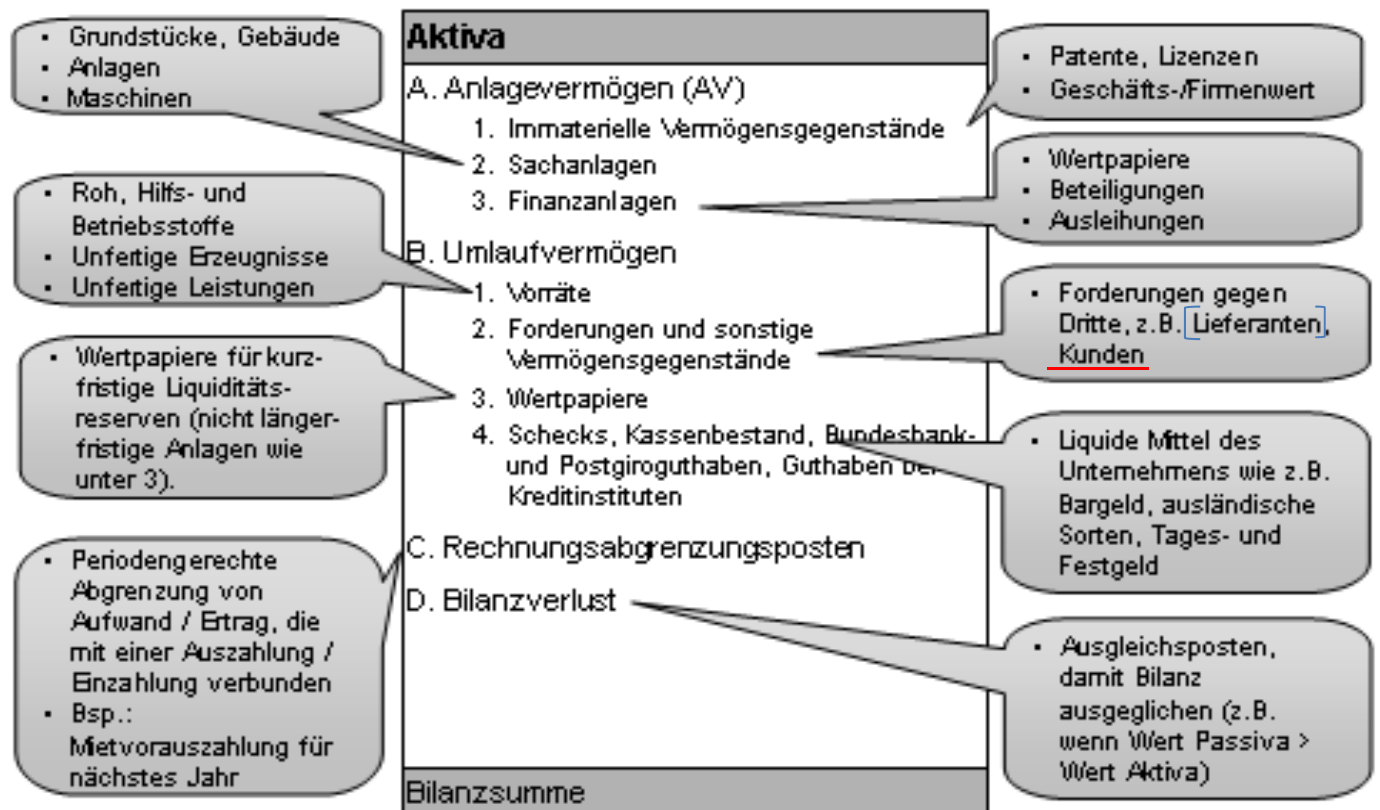 Aktiva
A. Anlagevermögen (AV)
1. Immaterielle Vermögensgegenstände
2. Sachanlagen
3. Finanzanlagen
B. Umlaufvermögen
1. Vorräte
2. Forderungen und sonstige
Vermögensgegenstände
3. Wertpapiere
4. Schecks, Kassenbestand, Bundesbank-
und Postgiroguthaben, Guthaben bei
Kreditinstituten
C. Rechnungsabgrenzungsposten
D. Bilanzverlust
Bilanzsumme
• Grundstücke, Gebäude
• Anlagen
• Maschinen
• Roh, Hilfs- und
Betriebsstoffe
• Unfertige Erzeugnisse
• Unfertige Leistungen
• Wertpapiere für kurz-
fristige Liquiditäts-
reserven (nicht länger-
fristige Anlagen wie
unter 3).
• Periodengerechte
Abgrenzung von
Aufwand / Ertrag, die
mit einer Auszahlung /
Einzahlung verbunden
• Bsp.:
Mietvorauszahlung für
nächstes Jahr
• Patente, Lizenzen
• Geschäfts-/Firmenwert
• Wertpapiere
• Beteiligungen
• Ausleihungen
• Forderungen gegen
Dritte, z.B. [Lieferanten],
Kunden
• Liquide Mittel des
Unternehmens wie z.B.
Bargeld, ausländische
Sorten, Tages- und
Festgeld
• Ausgleichsposten,
damit Bilanz
ausgeglichen (z.B.
wenn Wert Passiva >
Wert Aktiva)